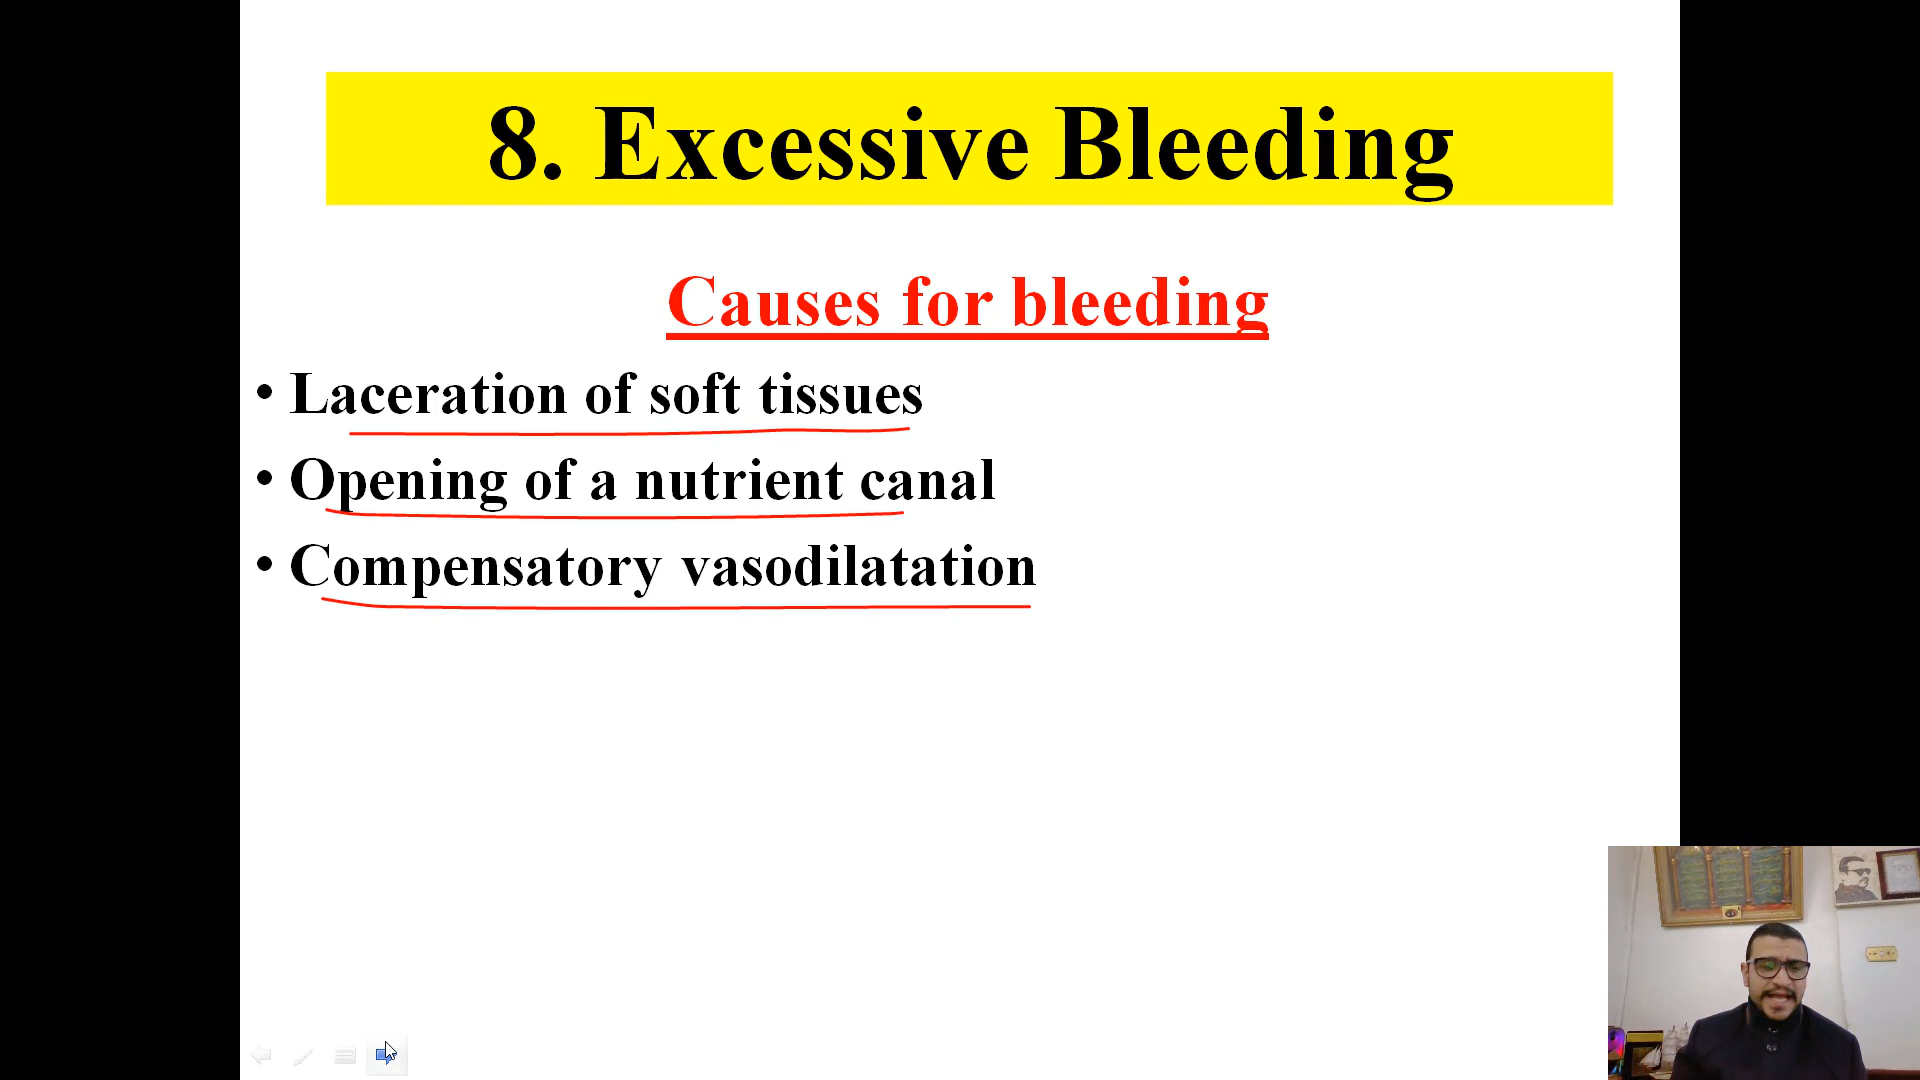 8. Excessive Bleeding
Causes for bleeding
• Laceration of soft tissues
• Opening of a nutrient canal
• Compensatory vasodilatation